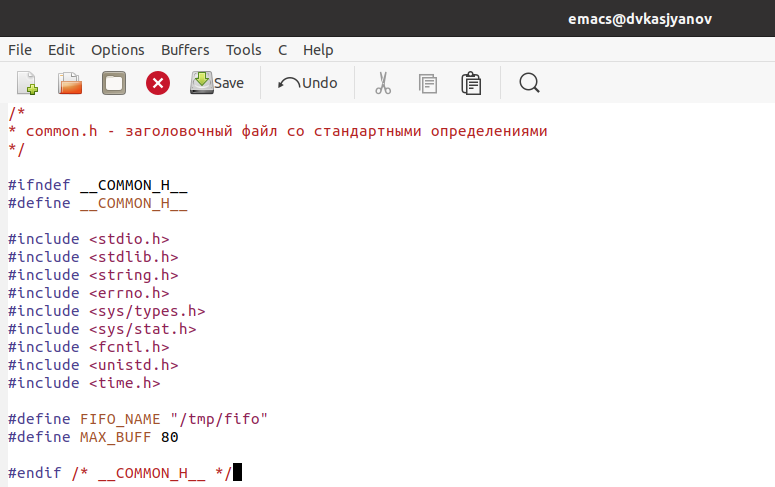 emacs@dvkasjyanov
File Edit Options Buffers Tools C Help
Save Undo
/*
* common.h - заголовочный файл со стандартными определениями
*/
#ifndef __COMMON_H__
#define __COMMON_H__
#include <stdio.h>
#include <stdlib.h>
#include <string.h>
#include <errno.h>
#include <sys/types.h>
#include <sys/stat.h>
#include <fcntl.h>
#include <unistd.h>
#include <time.h>
#define FIFO_NAME "/tmp/fifo"
#define MAX_BUFF 80
#endif /* __COMMON_H__ */